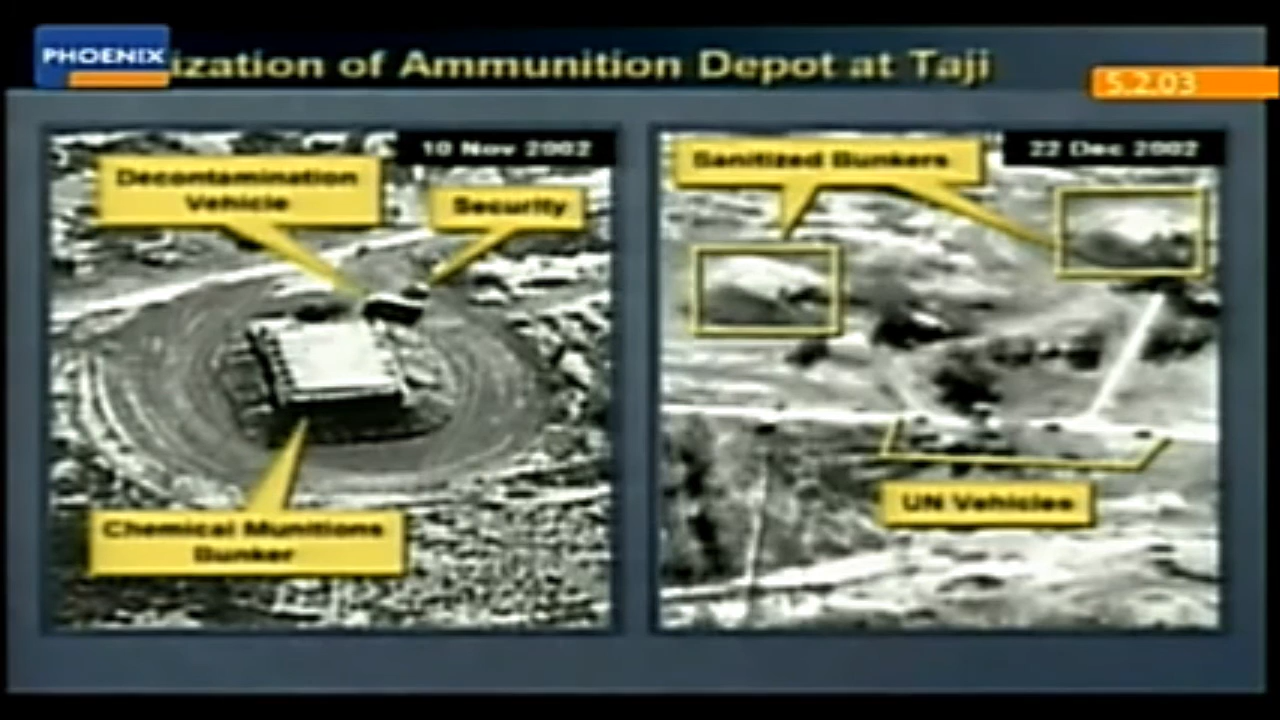 PHOENIX
ization of Ammunition Depot at Taji
5.2.03
10 Nov 2002
Decontamination
Vehicle
Security
Chemical Munitions
Bunker
22 Dec 2002
Sanitized Bunkers
UN Vehicles